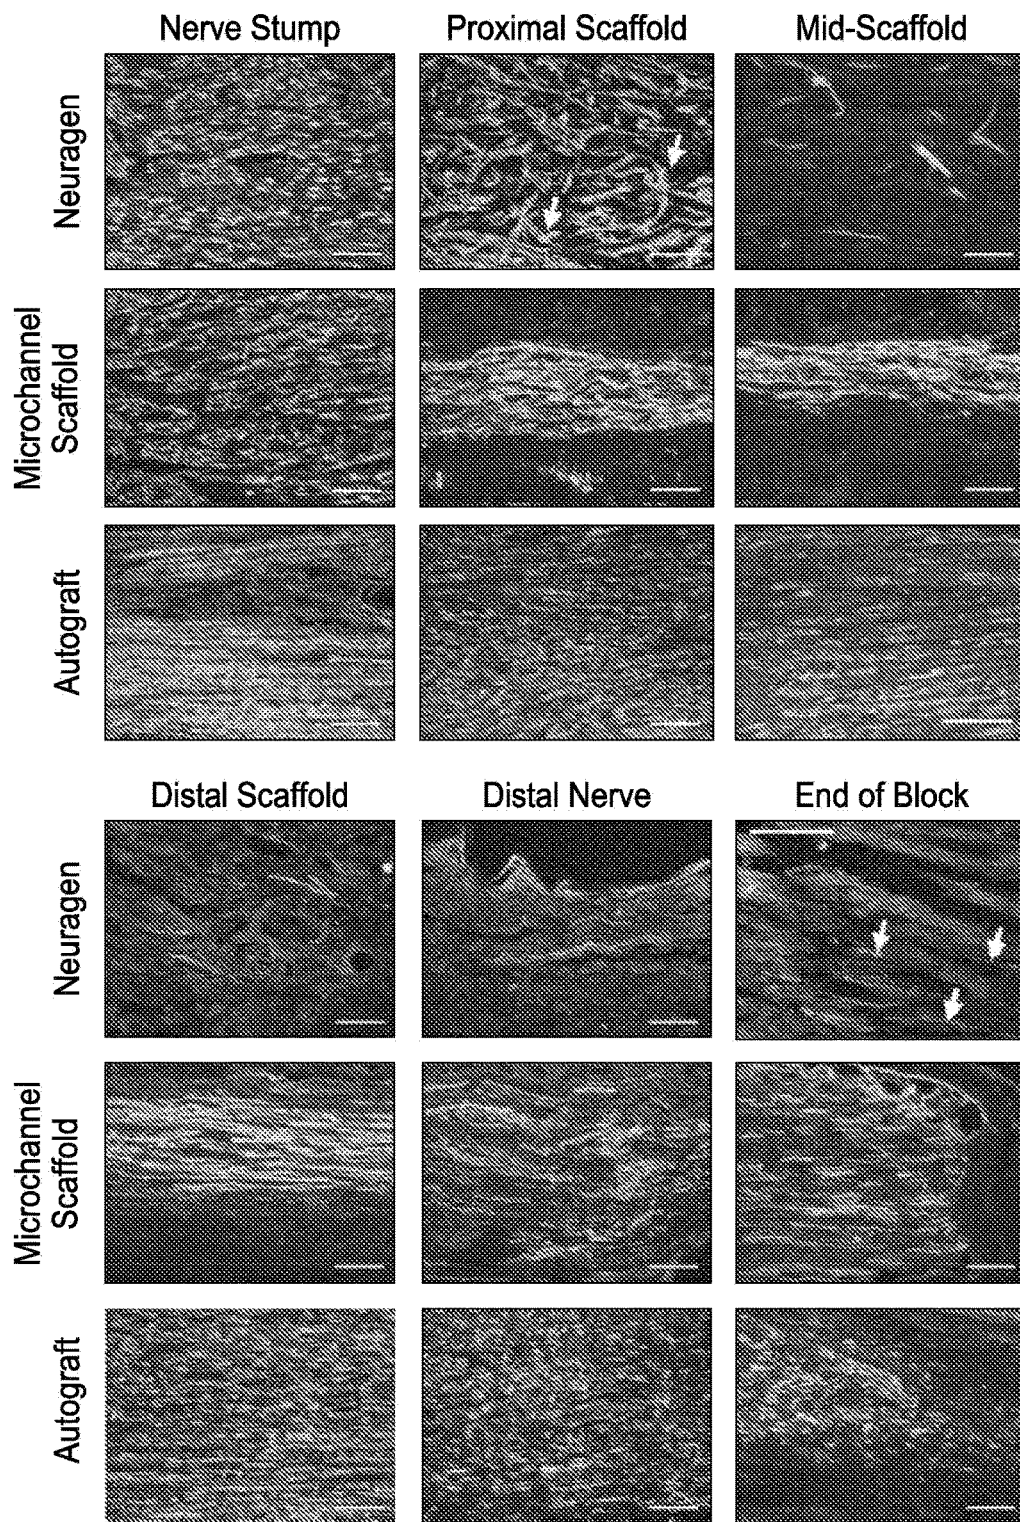 Nerve Stump
Proximal Scaffold
Mid-Scaffold
Neuragen
Microchannel
Scaffold
Autograft
Distal Scaffold
Distal Nerve
End of Block
Neuragen
Microchannel
Scaffold
Autograft